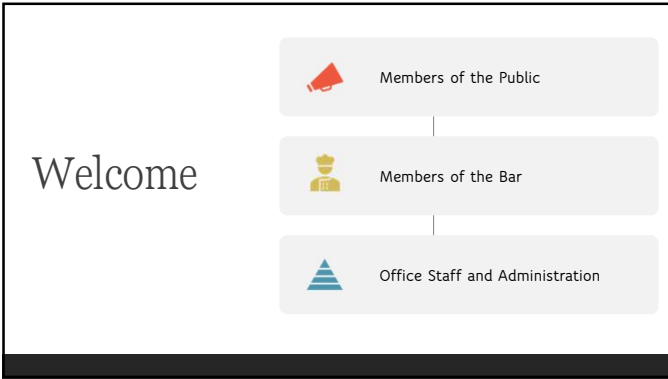 Welcome
Members of the Public
Members of the Bar
Office Staff and Administration